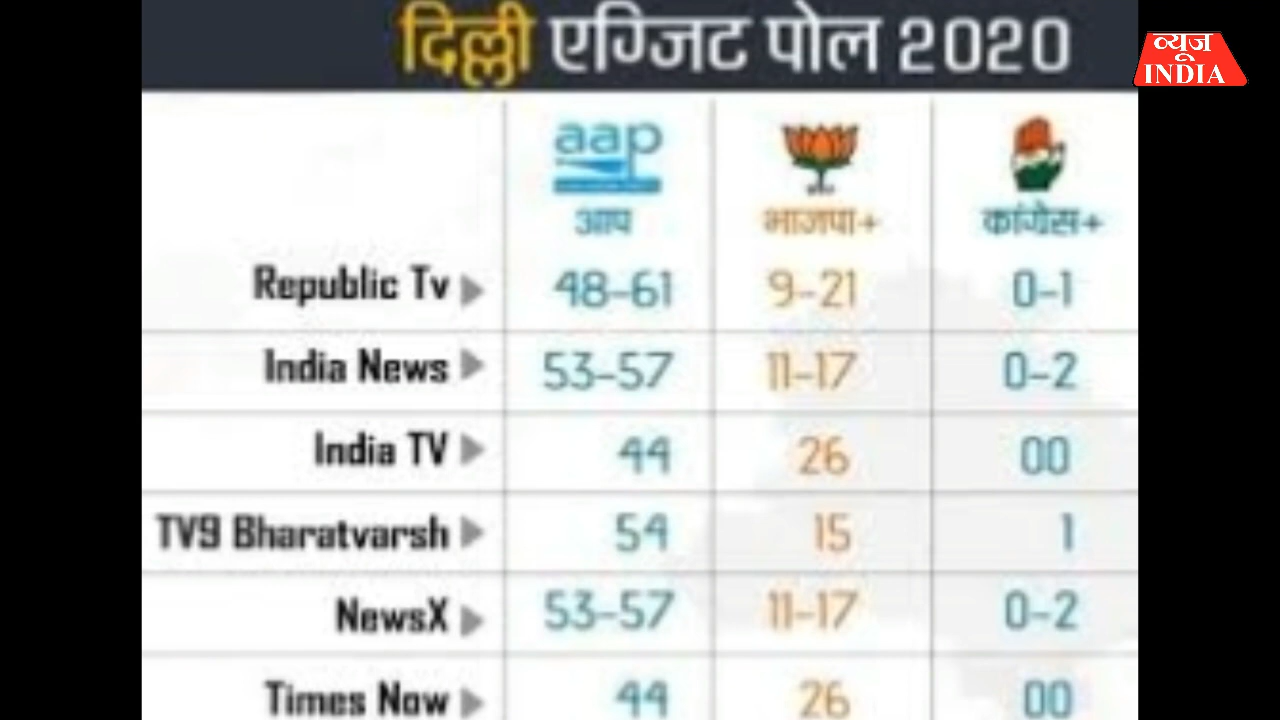 दिल्ली एग्जिट पोल 2020
व्यूज
INDIA
aap
आप भाजपा+ कांग्रेस+
Republic Tv 48-61 9-21 0-1
India News 53-57 11-17 0-2
India TV 44 26 00
TV9 Bharatvarsh 54 15 1
NewsX 53-57 11-17 0-2
Times Now 44 26 00